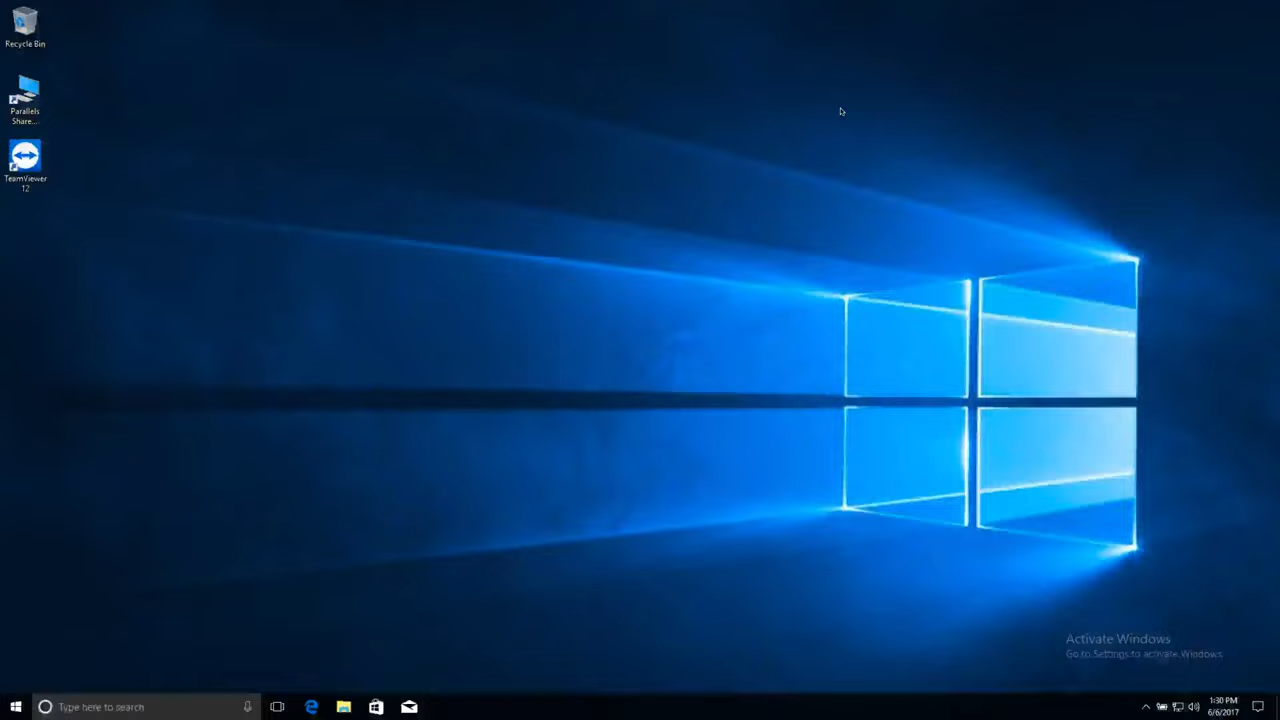 Recycle Bin
Parallels
Share...
TeamViewer
12
Activate Windows
Go to Settings to activate Windows.
Type here to search
1:30 PM
6/6/2017